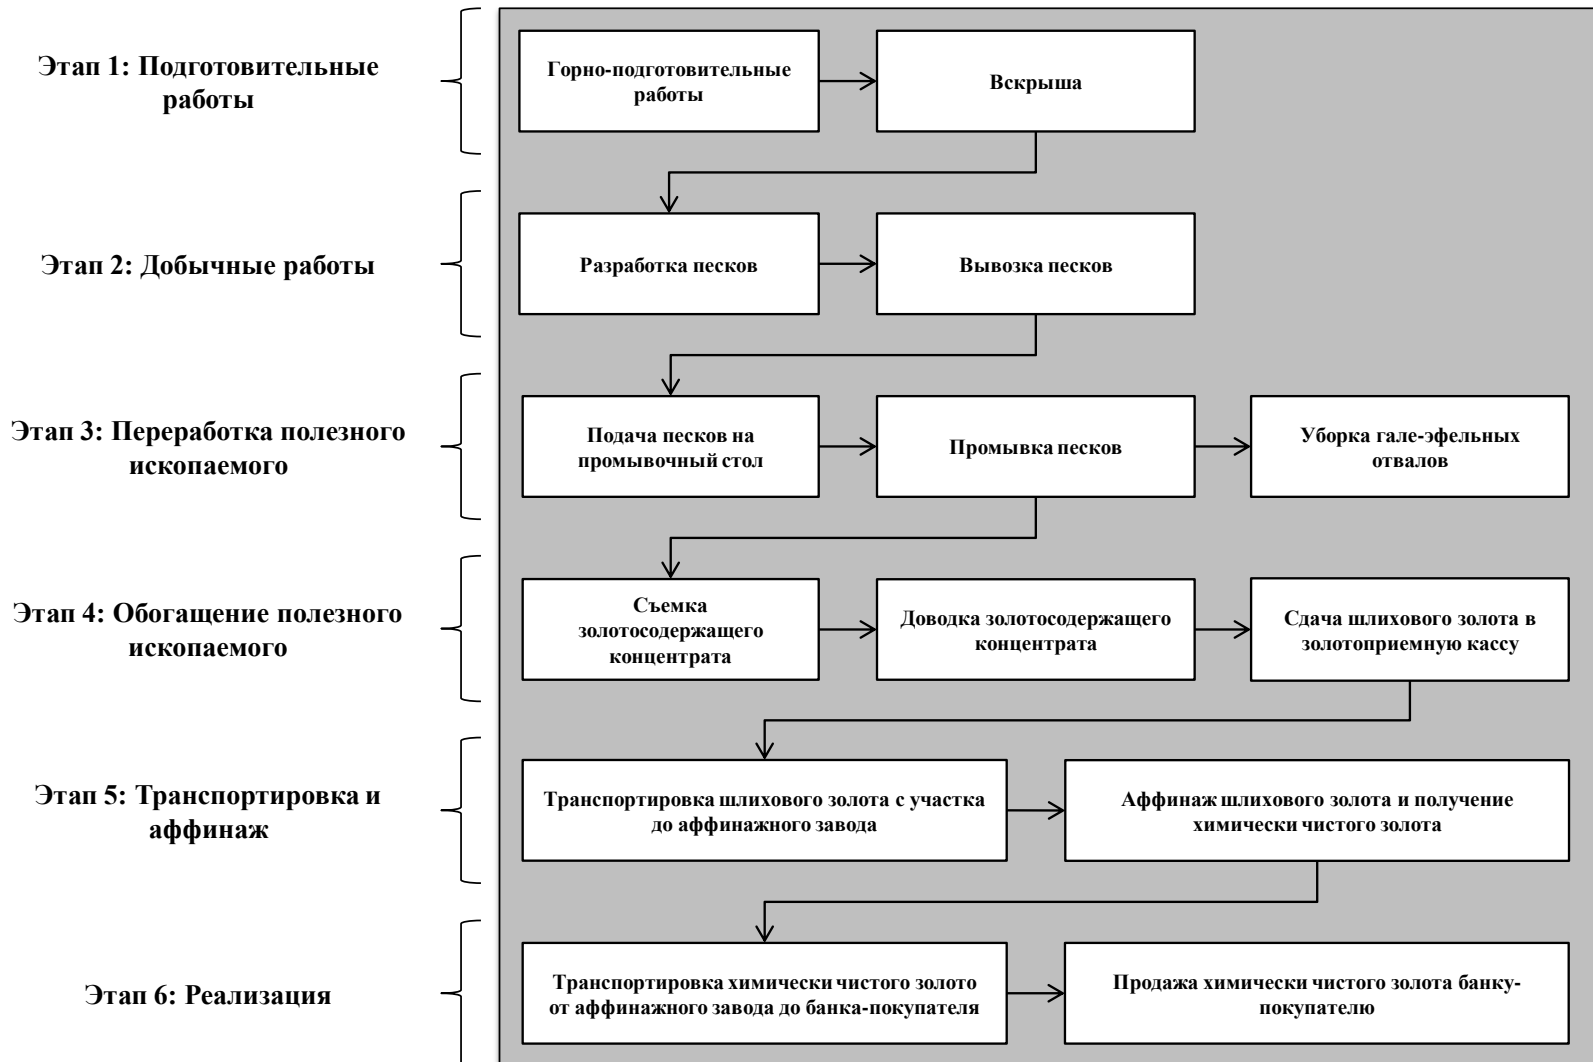 Этап 1: Подготовительные
работы
Горно-подготовительные
работы
Вскрыша
Этап 2: Добычные работы
Разработка песков
Вывозка песков
Этап 3: Переработка полезного
ископаемого
Подача песков на
промывочный стол
Промывка песков
Уборка гале-эфельных
отвалов
Этап 4: Обогащение полезного
ископаемого
Съемка
золотосодержащего
концентрата
Доводка золотосодержащего
концентрата
Сдача шлихового золота в
золотоприемную кассу
Этап 5: Транспортировка и
аффинаж
Транспортировка шлихового золота с участка
до аффинажного завода
Аффинаж шлихового золота и получение
химически чистого золота
Этап 6: Реализация
Транспортировка химически чистого золото
от аффинажного завода до банка-покупателя
Продажа химически чистого золота банку-
покупателю